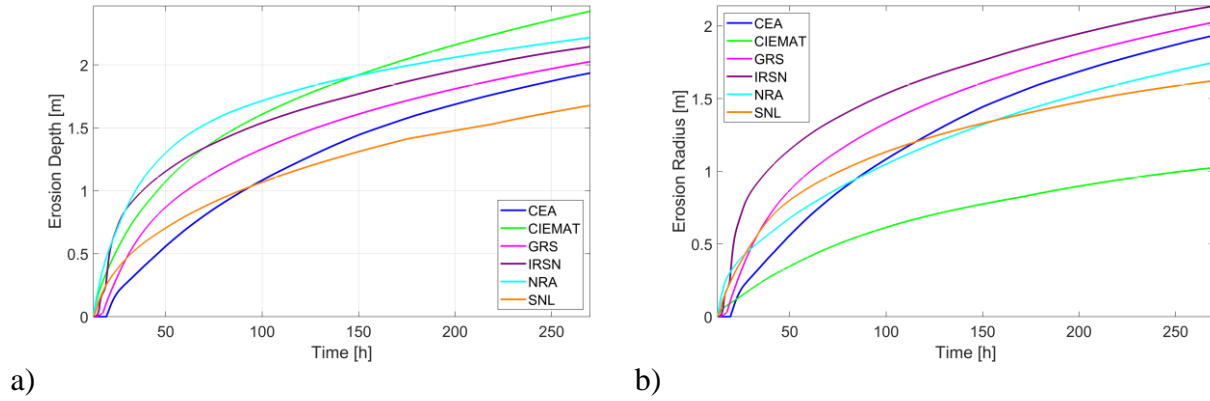 Erosion Depth [m]
2
1.5
1
0.5
0
50
100
150
200
250
Time [h]
CEA
CIEMAT
GRS
IRSN
NRA
SNL
a)
Erosion Radius [m]
2
1.5
1
0.5
0
50
100
150
200
250
Time [h]
CEA
CIEMAT
GRS
IRSN
NRA
SNL
b)